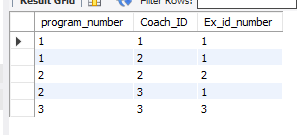 Result Grid Filter Rows:
program_number Coach_ID Ex_id_number
1 1 1
1 2 1
2 2 2
2 3 1
3 3 3